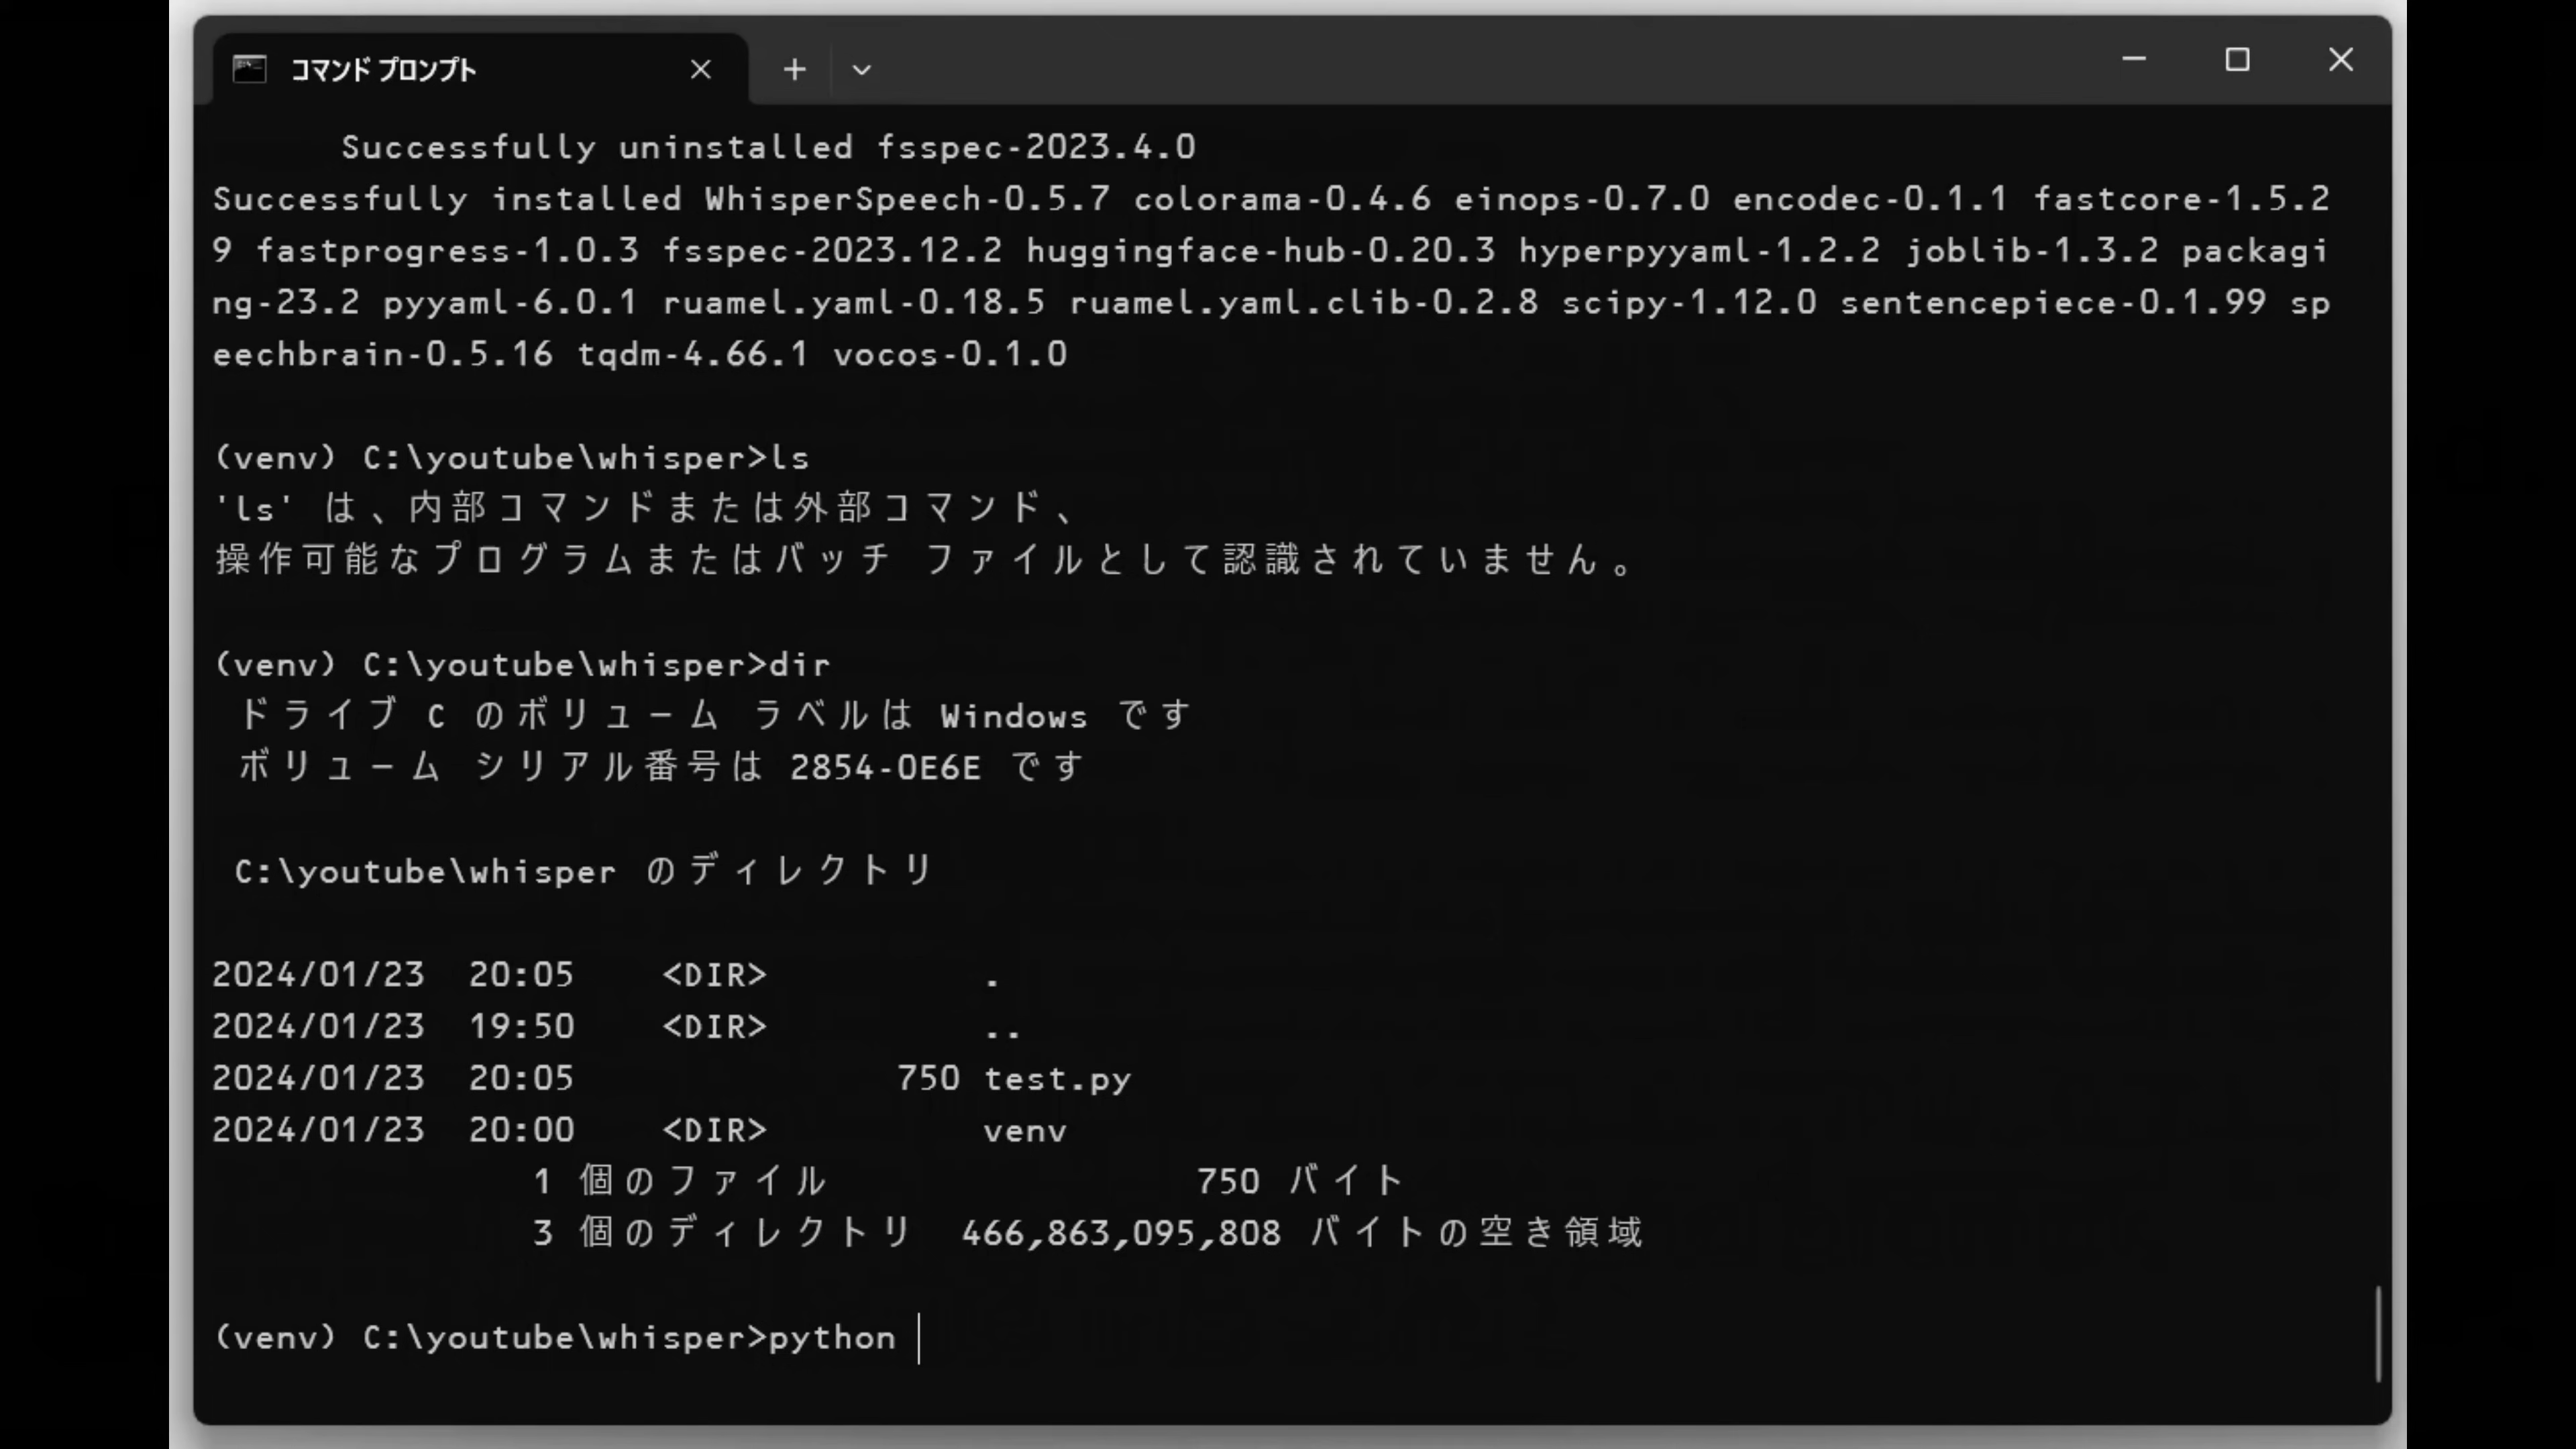 コマンド プロンプト
Successfully uninstalled fsspec-2023.4.0
Successfully installed WhisperSpeech-0.5.7 colorama-0.4.6 einops-0.7.0 encodec-0.1.1 fastcore-1.5.2
9 fastprogress-1.0.3 fsspec-2023.12.2 huggingface-hub-0.20.3 hyperpyyaml-1.2.2 joblib-1.3.2 packagi
ng-23.2 pyyaml-6.0.1 ruamel.yaml-0.18.5 ruamel.yaml.clib-0.2.8 scipy-1.12.0 sentencepiece-0.1.99 sp
eechbrain-0.5.16 tqdm-4.66.1 vocos-0.1.0
(venv) C:\youtube\whisper>ls
'ls' は、内部コマンドまたは外部コマンド、
操作可能なプログラムまたはバッチ ファイルとして認識されていません。
(venv) C:\youtube\whisper>dir
ドライブ C のボリューム ラベルは Windows です
ボリューム シリアル番号は 2854-0E6E です
C:\youtube\whisper のディレクトリ
2024/01/23  20:05    <DIR>          .
2024/01/23  19:50    <DIR>          ..
2024/01/23  20:05               750 test.py
2024/01/23  20:00    <DIR>          venv
1 個のファイル                 750 バイト
3 個のディレクトリ  466,863,095,808 バイトの空き領域
(venv) C:\youtube\whisper>python